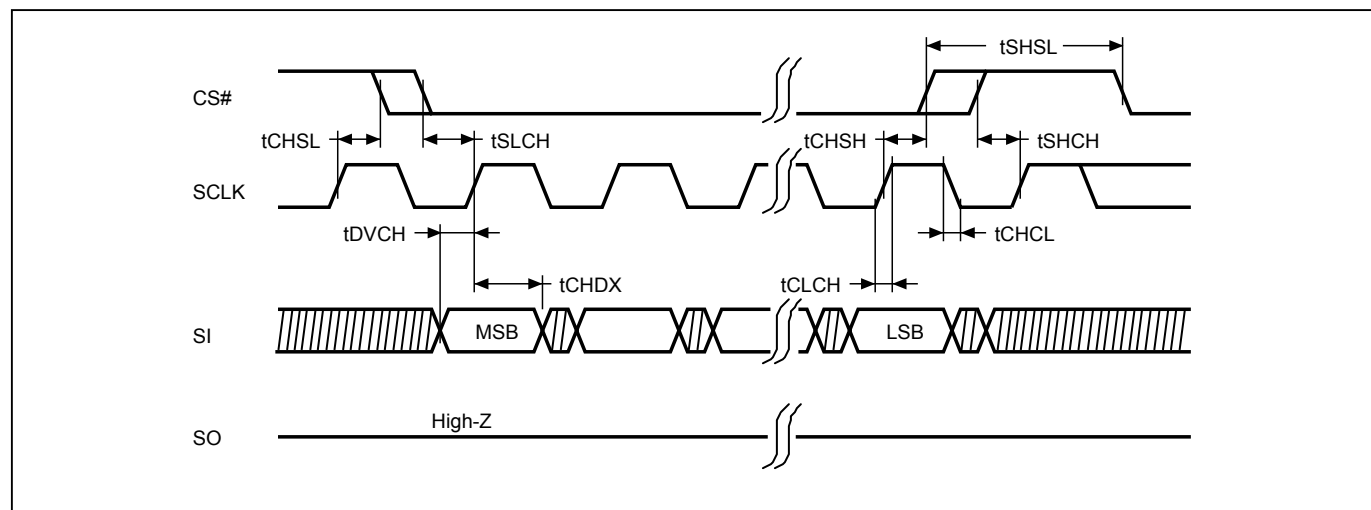 tSHSL
CS#
tCHSL
tSLCH
tCHSH
tSHCH
SCLK
tDVCH
tCHCL
tCHDX
tCLCH
SI
MSB
LSB
High-Z
SO